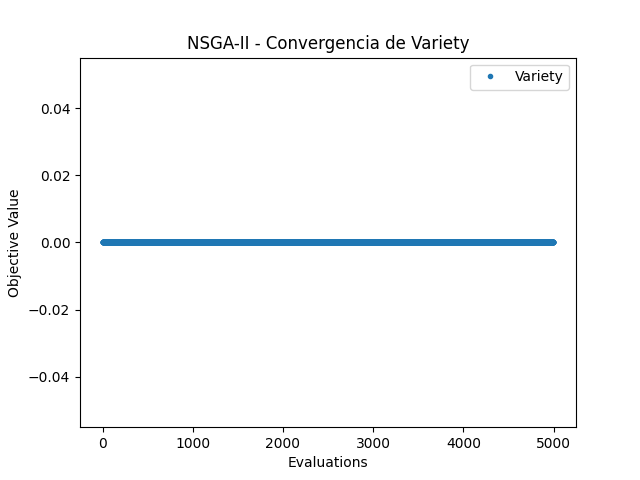 NSGA-II - Convergencia de Variety
Variety
0.04
0.02
0.00
−0.02
−0.04
Objective Value
0 1000 2000 3000 4000 5000
Evaluations